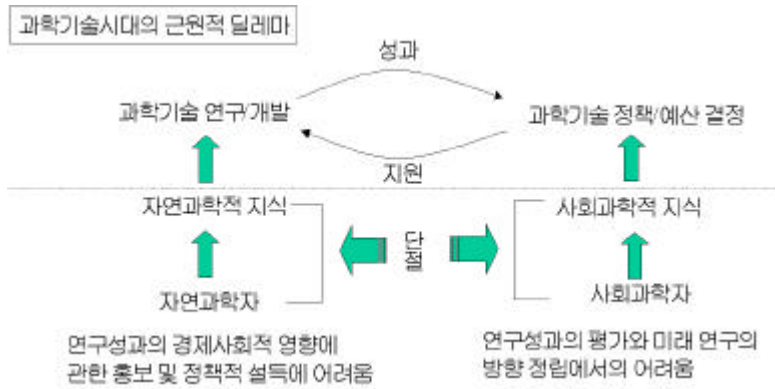 과학기술시대의 근원적 딜레마
성과
과학기술 연구/개발
과학기술 정책/예산 결정
지원
자연과학적 지식
사회과학적 지식
단
절
자연과학자
사회과학자
연구성과의 경제사회적 영향에
관한 홍보 및 정책적 설득에 어려움
연구성과의 평가와 미래 연구의
방향 정립에서의 어려움